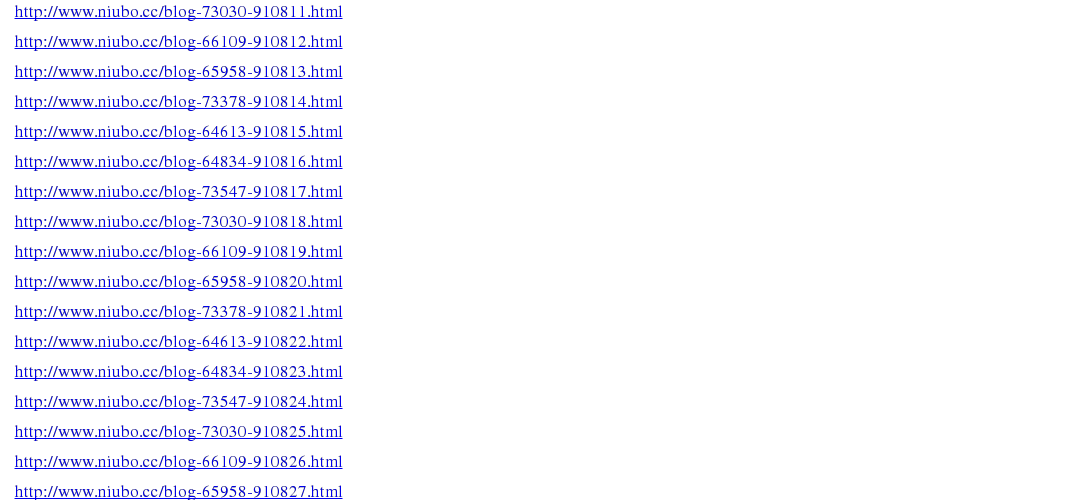 http://www.niubo.cc/blog-73030-910811.html
http://www.niubo.cc/blog-66109-910812.html
http://www.niubo.cc/blog-65958-910813.html
http://www.niubo.cc/blog-73378-910814.html
http://www.niubo.cc/blog-64613-910815.html
http://www.niubo.cc/blog-64834-910816.html
http://www.niubo.cc/blog-73547-910817.html
http://www.niubo.cc/blog-73030-910818.html
http://www.niubo.cc/blog-66109-910819.html
http://www.niubo.cc/blog-65958-910820.html
http://www.niubo.cc/blog-73378-910821.html
http://www.niubo.cc/blog-64613-910822.html
http://www.niubo.cc/blog-64834-910823.html
http://www.niubo.cc/blog-73547-910824.html
http://www.niubo.cc/blog-73030-910825.html
http://www.niubo.cc/blog-66109-910826.html
http://www.niubo.cc/blog-65958-910827.html